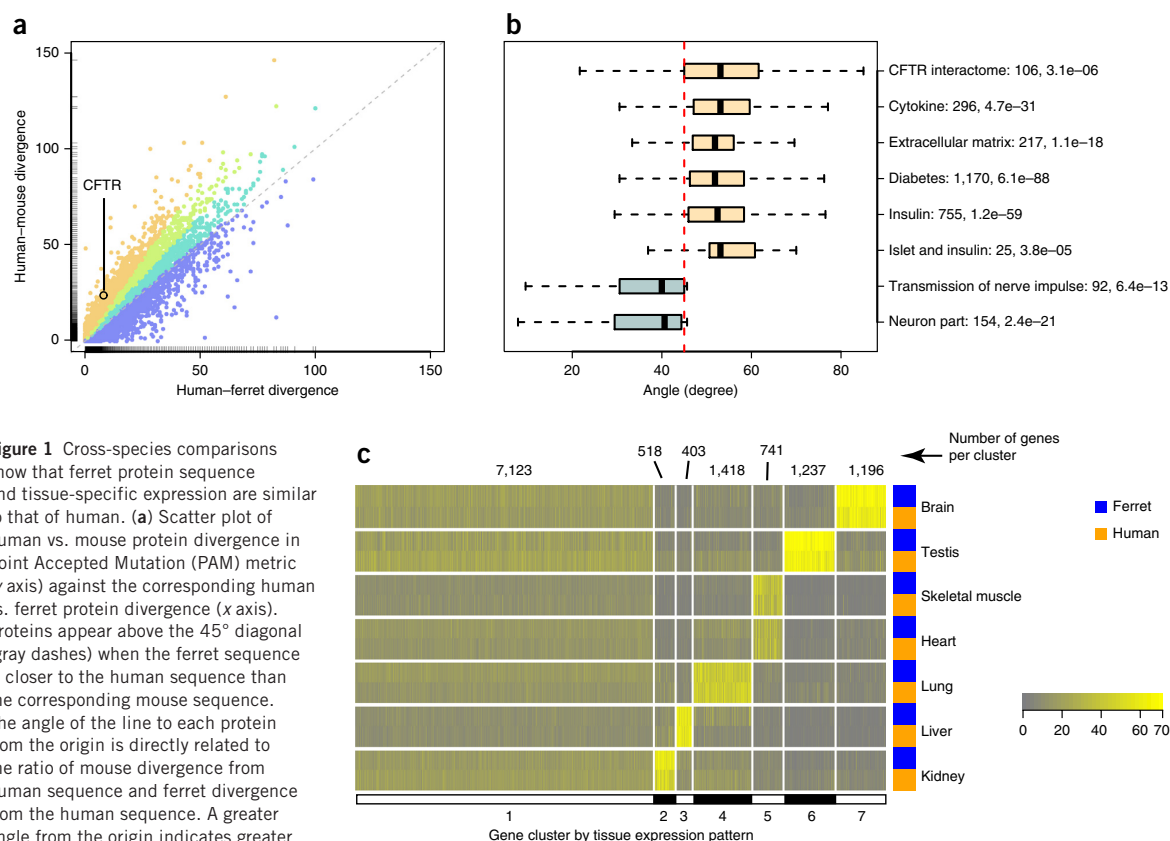 a
150
100
50
0
Human–mouse divergence
CFTR
0 50 100 150
Human–ferret divergence
b
CFTR interactome: 106, 3.1e–06
Cytokine: 296, 4.7e–31
Extracellular matrix: 217, 1.1e–18
Diabetes: 1,170, 6.1e–88
Insulin: 755, 1.2e–59
Islet and insulin: 25, 3.8e–05
Transmission of nerve impulse: 92, 6.4e–13
Neuron part: 154, 2.4e–21
20 40 60 80
Angle (degree)
igure 1 Cross-species comparisons
how that ferret protein sequence
nd tissue-specific expression are similar
o that of human. (a) Scatter plot of
uman vs. mouse protein divergence in
oint Accepted Mutation (PAM) metric
y axis) against the corresponding human
s. ferret protein divergence (x axis).
roteins appear above the 45° diagonal
gray dashes) when the ferret sequence
closer to the human sequence than
he corresponding mouse sequence.
he angle of the line to each protein
rom the origin is directly related to
he ratio of mouse divergence from
uman sequence and ferret divergence
rom the human sequence. A greater
ngle from the origin indicates greater
c
7,123 518 403 1,418 741 1,237 1,196
Number of genes
per cluster
Brain
Testis
Skeletal muscle
Heart
Lung
Liver
Kidney
Ferret
Human
0 20 40 60 70
1 2 3 4 5 6 7
Gene cluster by tissue expression pattern